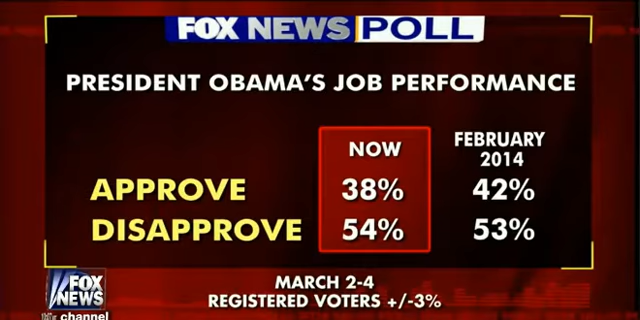 FOX NEWS POLL
PRESIDENT OBAMA'S JOB PERFORMANCE
NOW FEBRUARY 2014
APPROVE 38% 42%
DISAPPROVE 54% 53%
MARCH 2-4
REGISTERED VOTERS +/-3%
FOX
NEWS
channel